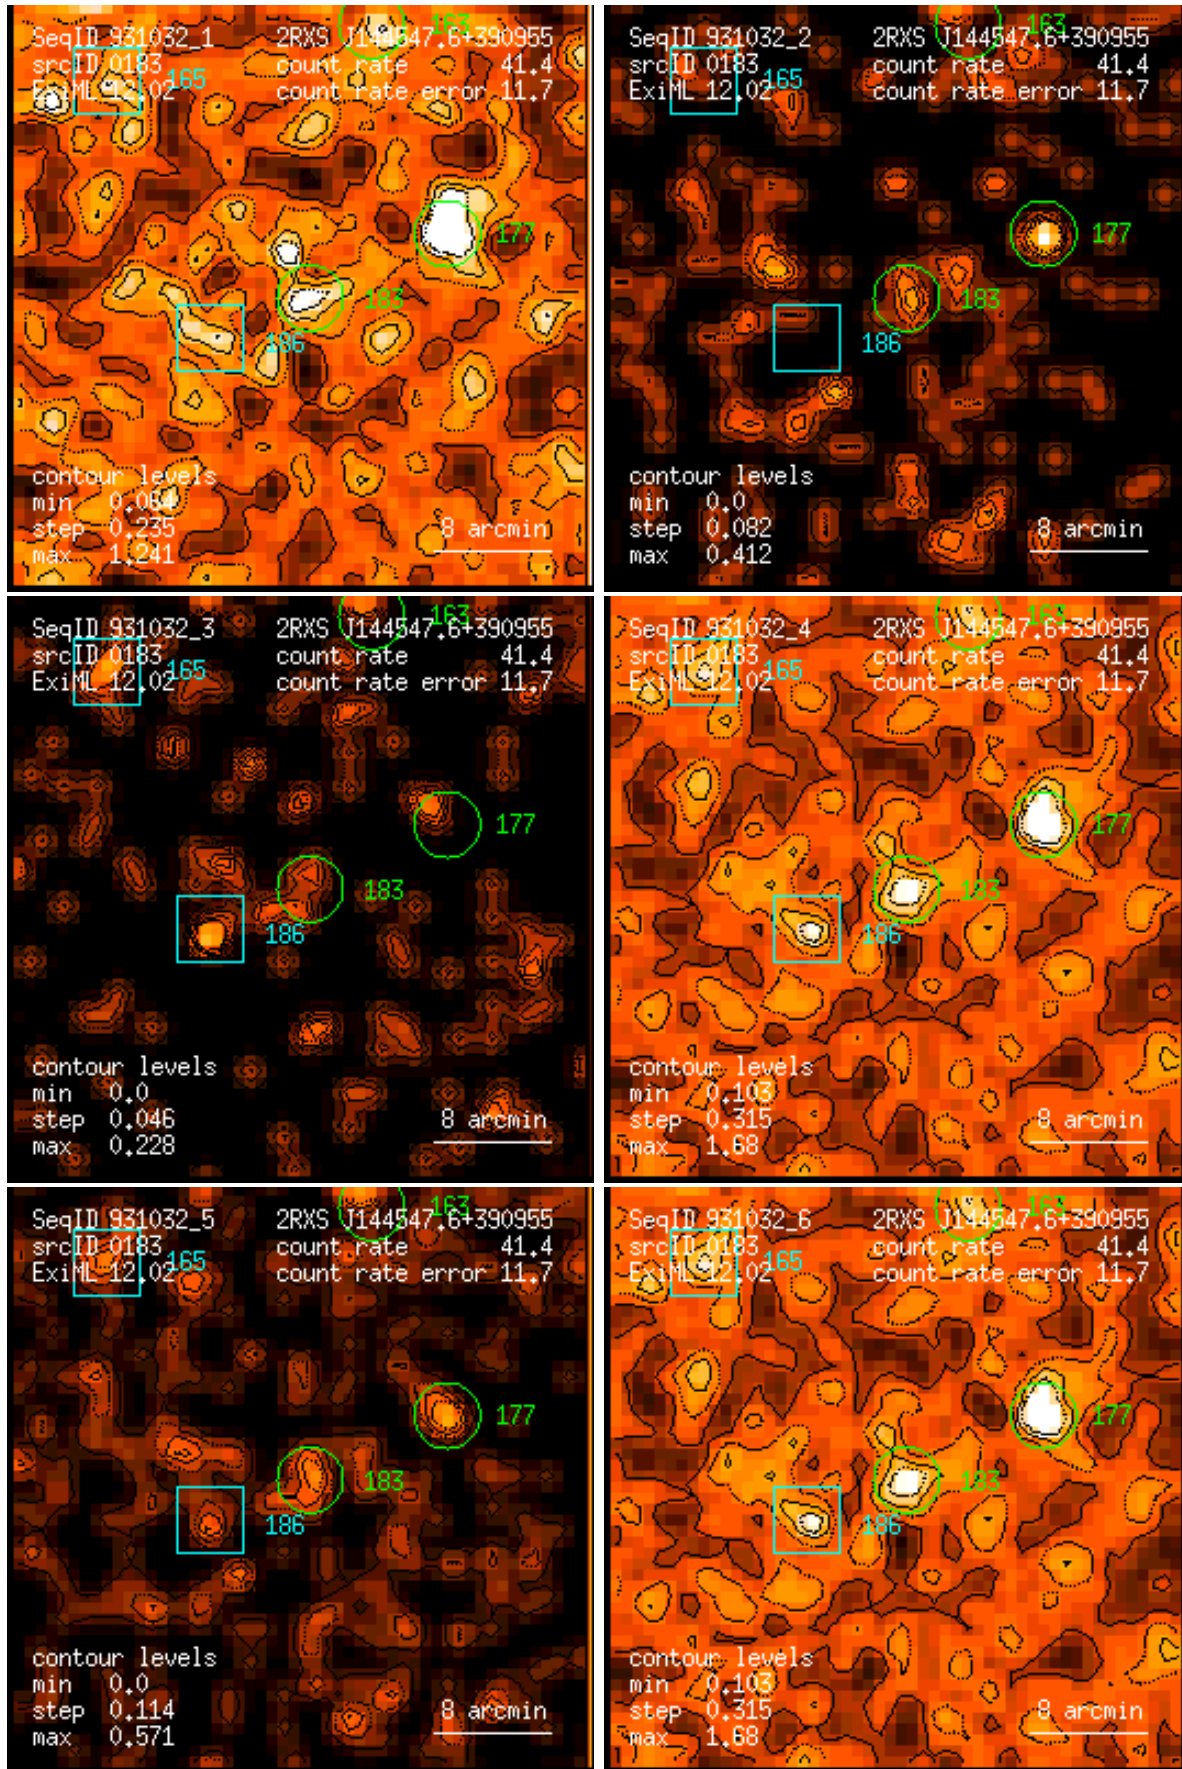 SeqID 931032_1 2RXS J144547.6+390955
srcID 0183 count rate 41.4
ExiML 12.02 count rate error 11.7
163
165
177
183
186
contour levels
min 0.084
step 0.235
max 1.241
8 arcmin
SeqID 931032_2 2RXS J144547.6+390955
srcID 0183 count rate 41.4
ExiML 12.02 count rate error 11.7
163
165
177
183
186
contour levels
min 0.0
step 0.082
max 0.412
8 arcmin
SeqID 931032_3 2RXS J144547.6+390955
srcID 0183 count rate 41.4
ExiML 12.02 count rate error 11.7
163
165
177
183
186
contour levels
min 0.0
step 0.046
max 0.228
8 arcmin
SeqID 931032_4 2RXS J144547.6+390955
srcID 0183 count rate 41.4
ExiML 12.02 count rate error 11.7
163
165
177
183
186
contour levels
min 0.103
step 0.315
max 1.68
8 arcmin
SeqID 931032_5 2RXS J144547.6+390955
srcID 0183 count rate 41.4
ExiML 12.02 count rate error 11.7
163
165
177
183
186
contour levels
min 0.0
step 0.114
max 0.571
8 arcmin
SeqID 931032_6 2RXS J144547.6+390955
srcID 0183 count rate 41.4
ExiML 12.02 count rate error 11.7
163
165
177
183
186
contour levels
min 0.103
step 0.315
max 1.68
8 arcmin